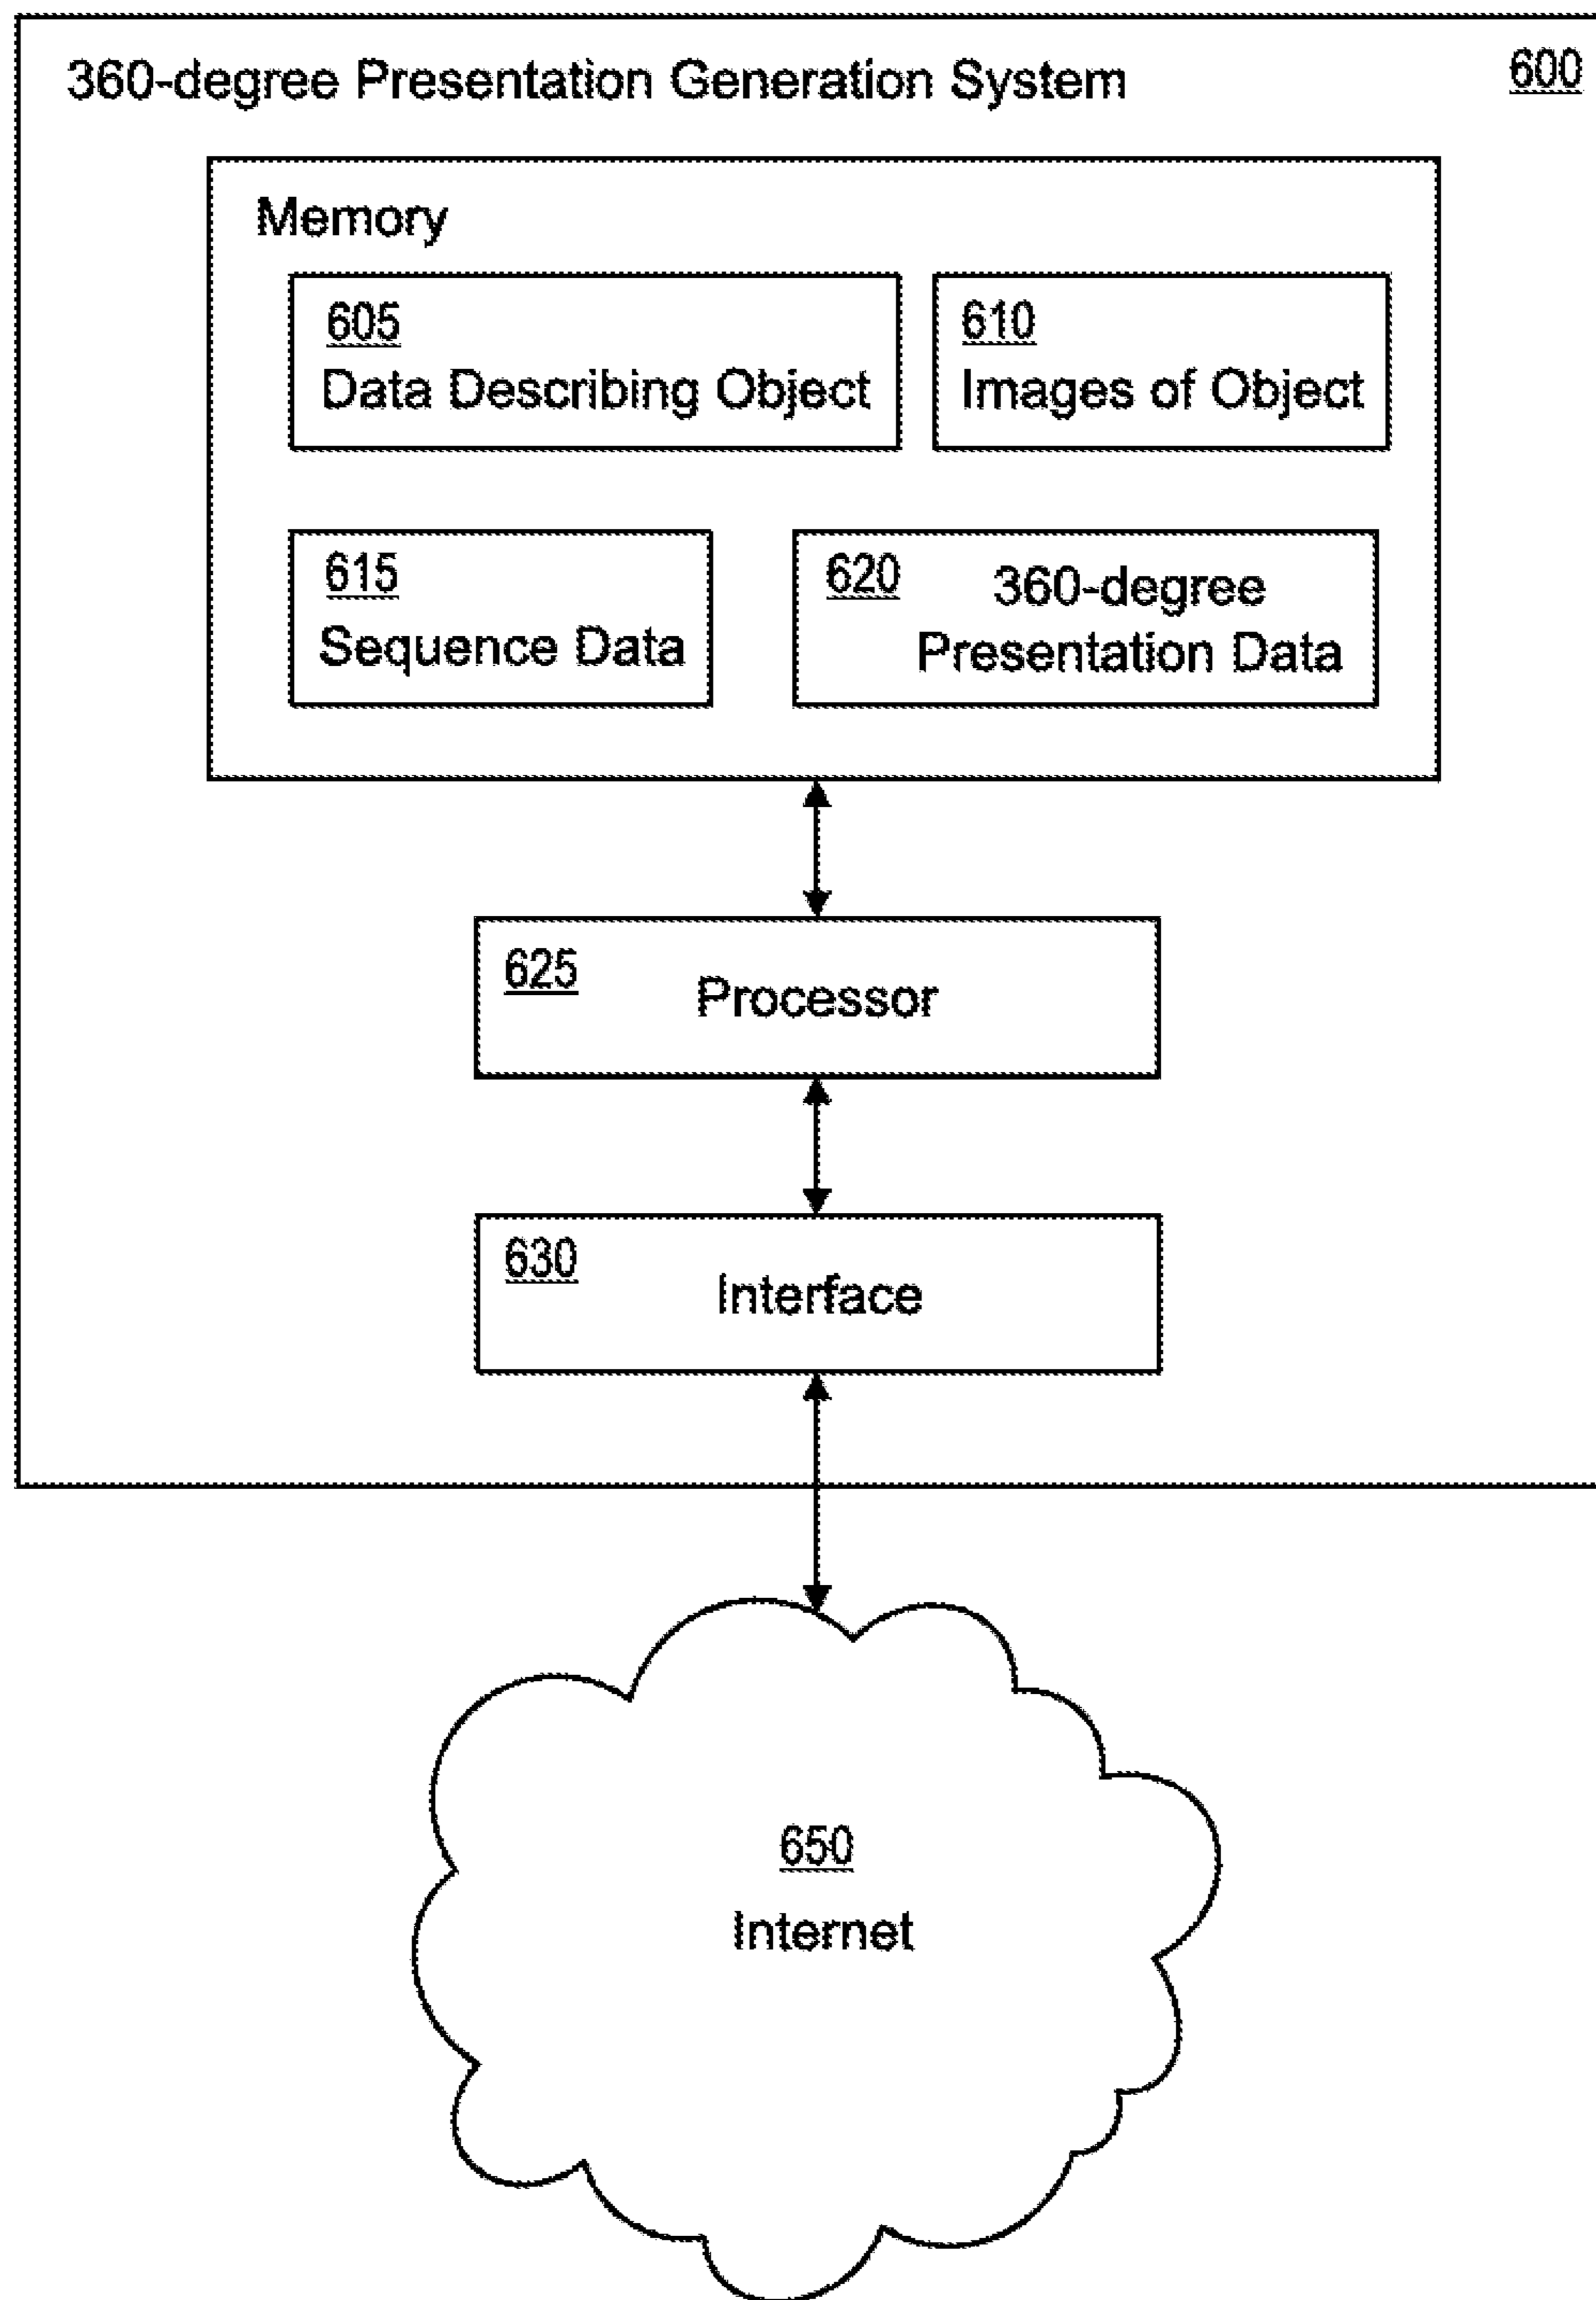 360-degree Presentation Generation System 600
Memory
605
Data Describing Object
610
Images of Object
615
Sequence Data
620 360-degree
Presentation Data
625 Processor
630 Interface
650
Internet